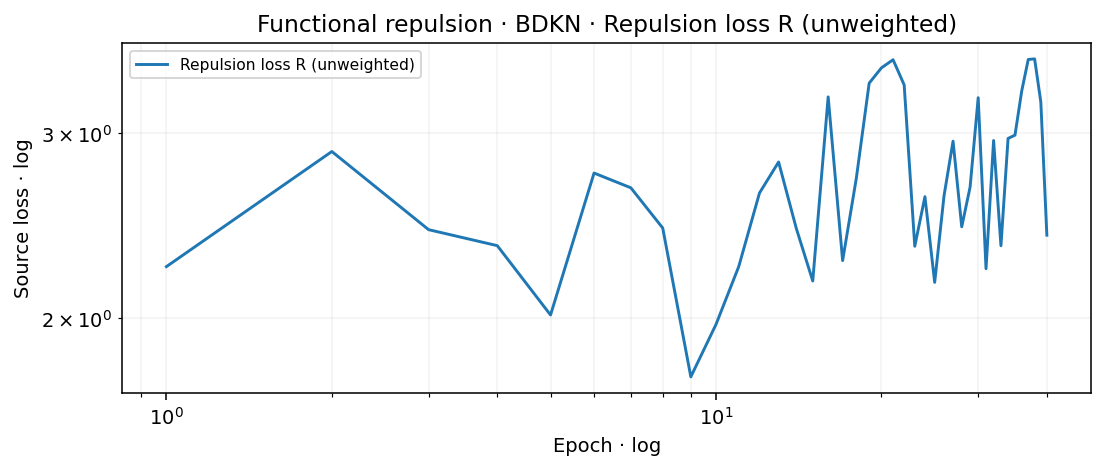 Functional repulsion · BDKN · Repulsion loss R (unweighted)
Repulsion loss R (unweighted)
Source loss · log
3 × 10⁰
2 × 10⁰
10⁰
10¹
Epoch · log